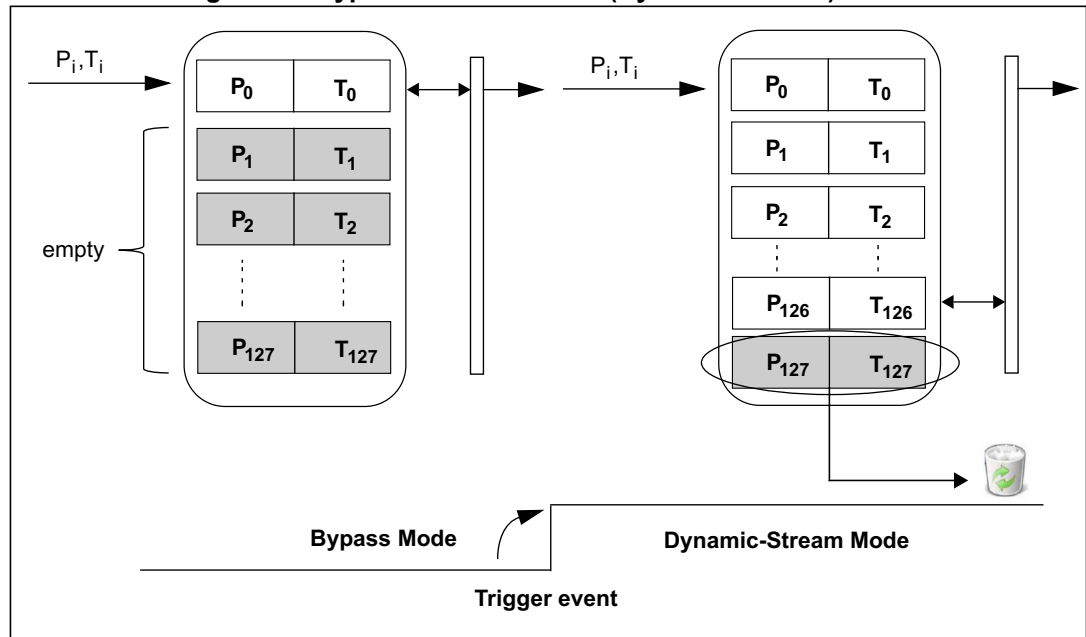 Pi,Ti
P0 T0
P1 T1
P2 T2
empty
P127 T127
Pi,Ti
P0 T0
P1 T1
P2 T2
P126 T126
P127 T127
Bypass Mode
Dynamic-Stream Mode
Trigger event